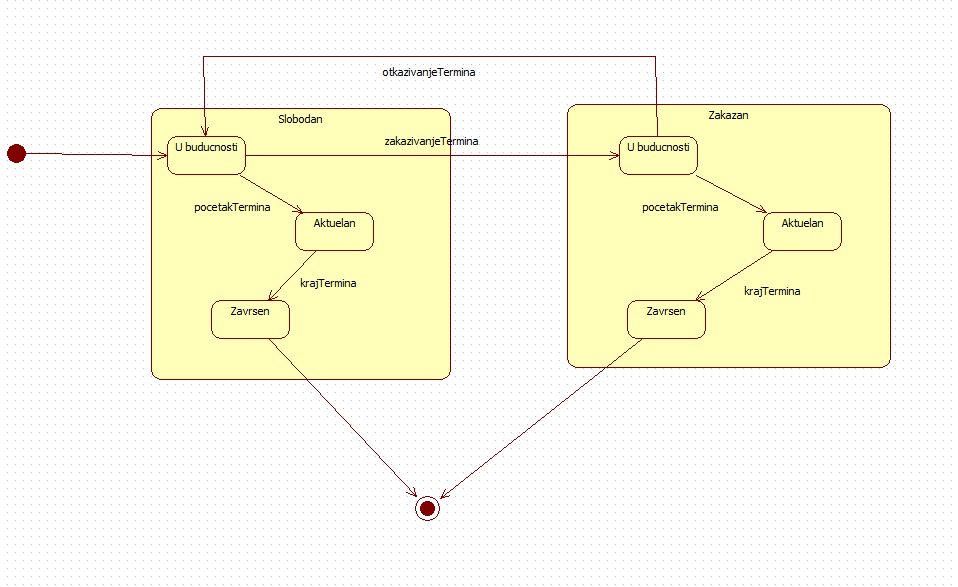 otkazivanjeTermina
Slobodan
Zakazan
U buducnosti
zakazivanjeTermina
U buducnosti
pocetakTermina
Aktuelan
pocetakTermina
Aktuelan
krajTermina
krajTermina
Zavrsen
Zavrsen